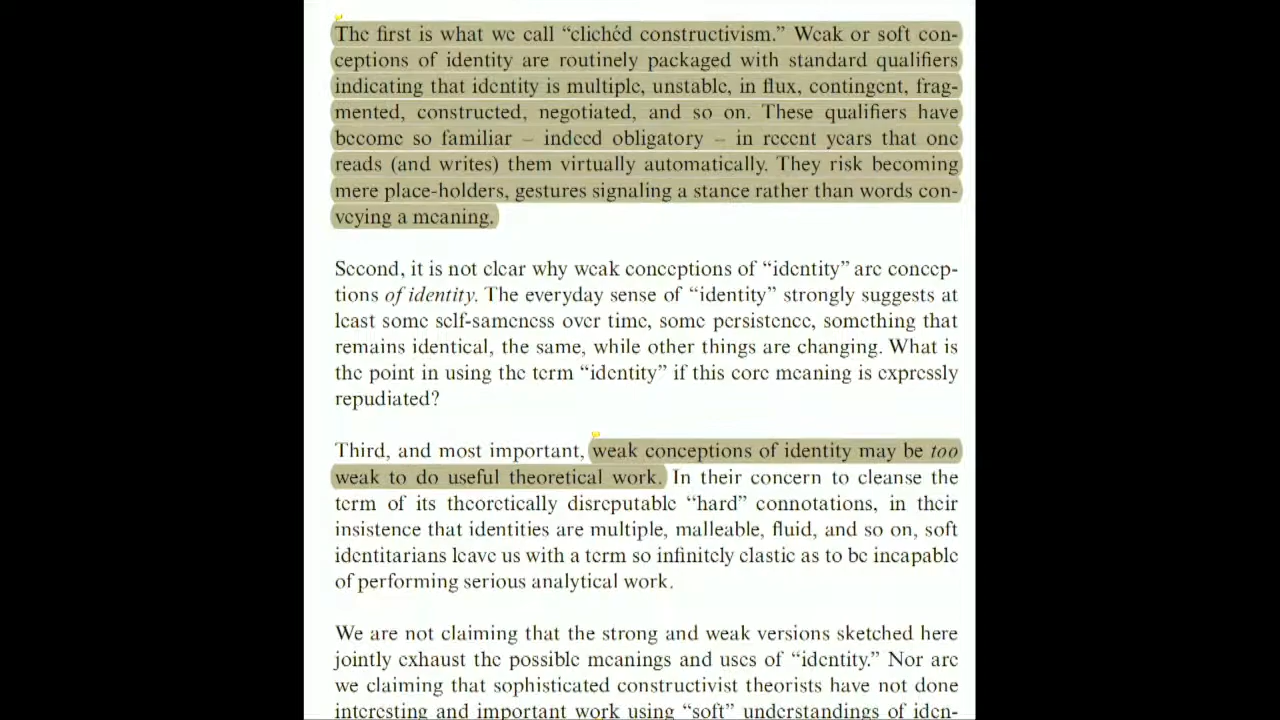 The first is what we call “clichéd constructivism.” Weak or soft con-
ceptions of identity are routinely packaged with standard qualifiers
indicating that identity is multiple, unstable, in flux, contingent, frag-
mented, constructed, negotiated, and so on. These qualifiers have
become so familiar – indeed obligatory – in recent years that one
reads (and writes) them virtually automatically. They risk becoming
mere place-holders, gestures signaling a stance rather than words con-
veying a meaning.
Second, it is not clear why weak conceptions of “identity” are concep-
tions of identity. The everyday sense of “identity” strongly suggests at
least some self-sameness over time, some persistence, something that
remains identical, the same, while other things are changing. What is
the point in using the term “identity” if this core meaning is expressly
repudiated?
Third, and most important, weak conceptions of identity may be too
weak to do useful theoretical work. In their concern to cleanse the
term of its theoretically disreputable “hard” connotations, in their
insistence that identities are multiple, malleable, fluid, and so on, soft
identitarians leave us with a term so infinitely elastic as to be incapable
of performing serious analytical work.
We are not claiming that the strong and weak versions sketched here
jointly exhaust the possible meanings and uses of “identity.” Nor are
we claiming that sophisticated constructivist theorists have not done
interesting and important work using “soft” understandings of iden-